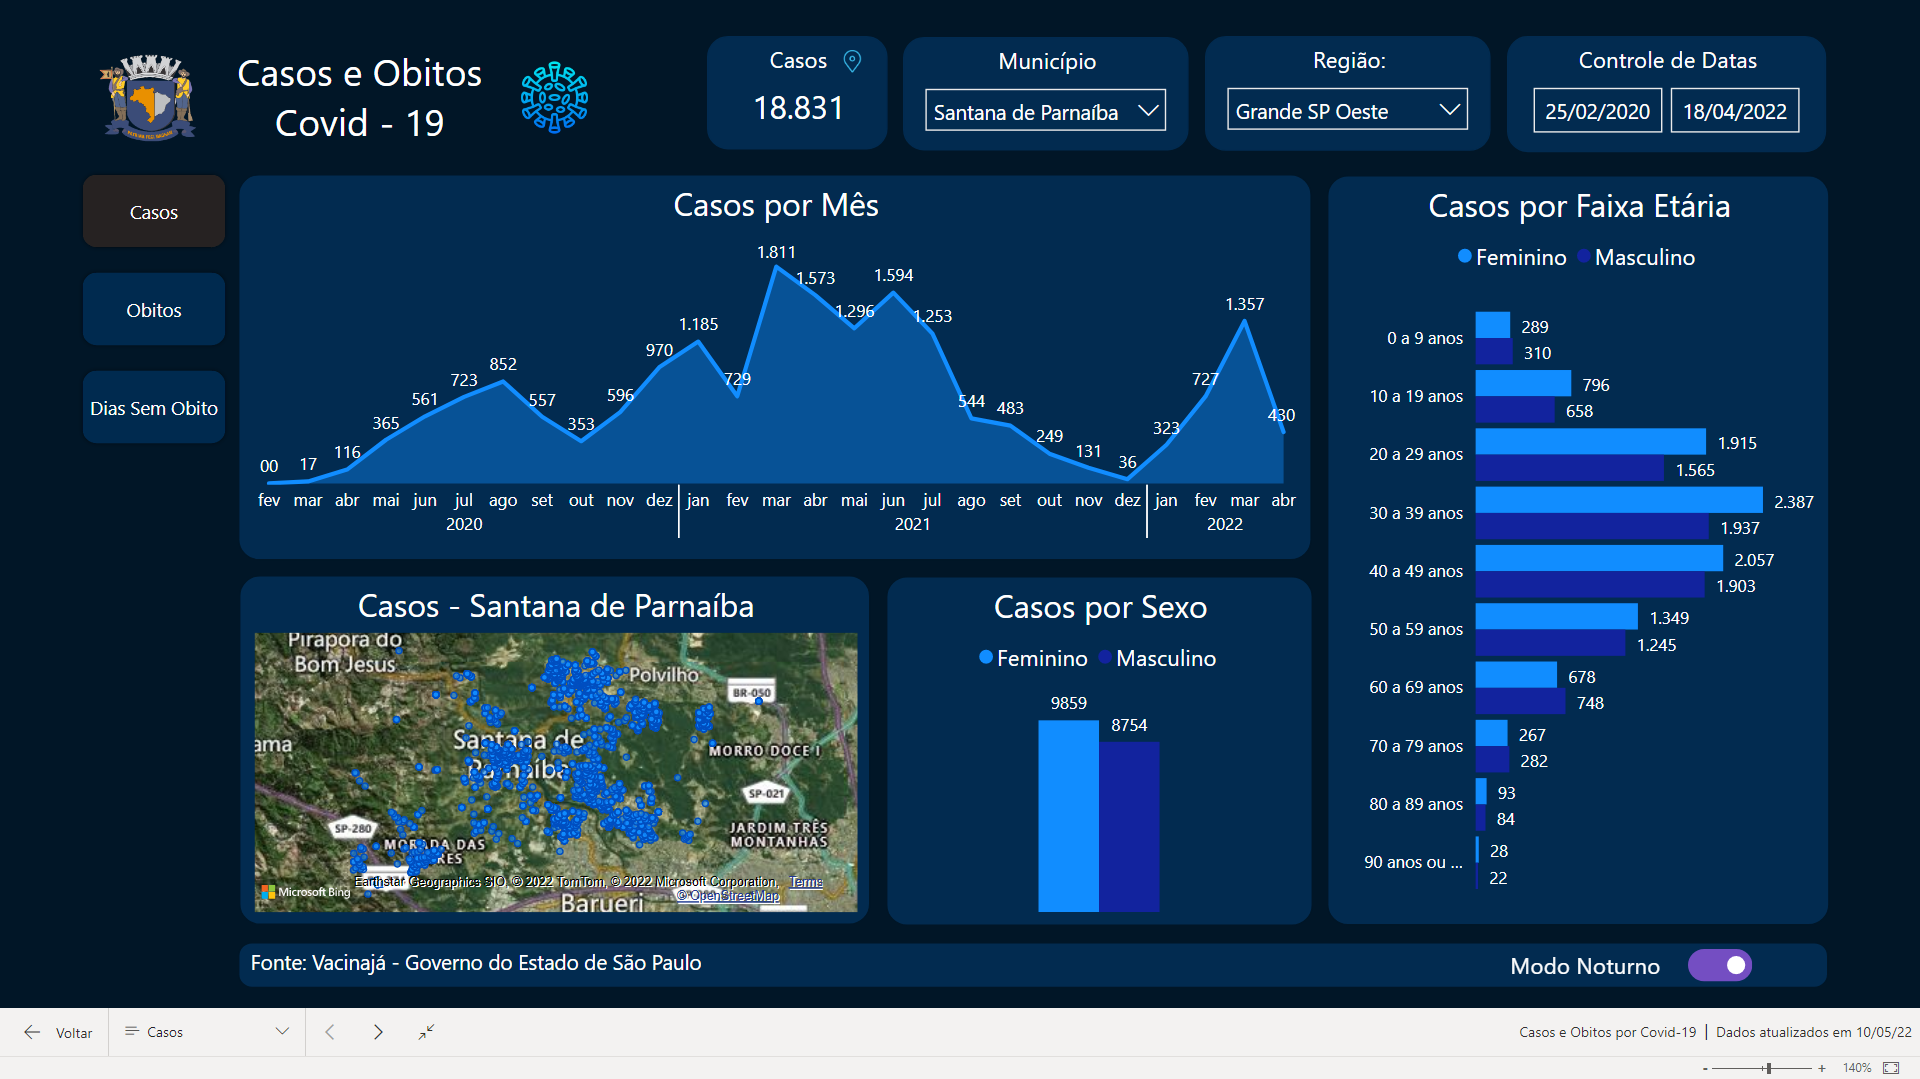 Casos e Obitos
Covid - 19
Casos
18.831
Município
Santana de Parnaíba
Região:
Grande SP Oeste
Controle de Datas
25/02/2020 18/04/2022
Casos
Obitos
Dias Sem Obito
Casos por Mês
1.811
1.573
1.594
1.296
1.253
1.357
1.185
970
852
723
729
727
561
557
596
544
483
430
365
353
323
249
116
131
00
17
36
fev mar abr mai jun jul ago set out nov dez jan fev mar abr mai jun jul ago set out nov dez jan fev mar abr
2020 2021 2022
Casos por Faixa Etária
Feminino Masculino
0 a 9 anos 289
310
10 a 19 anos 796
658
20 a 29 anos 1.915
1.565
30 a 39 anos 2.387
1.937
40 a 49 anos 2.057
1.903
50 a 59 anos 1.349
1.245
60 a 69 anos 678
748
70 a 79 anos 267
282
80 a 89 anos 93
84
90 anos ou ... 28
22
Casos - Santana de Parnaíba
Pirapora do
Bom Jesus
Polvilho
BR-050
Santana de
Parnaíba
ama
MORRO DOCE I
SP-021
SP-280
JARDIM TRÊS
MONTANHAS
MORADA DAS
RES
Earthstar Geographics SIO, © 2022 TomTom, © 2022 Microsoft Corporation, Terms
© OpenStreetMap
Microsoft Bing
Barueri
Casos por Sexo
Feminino Masculino
9859
8754
Fonte: Vacinajá - Governo do Estado de São Paulo
Modo Noturno
Voltar
Casos
Casos e Obitos por Covid-19 | Dados atualizados em 10/05/22
- + 140%